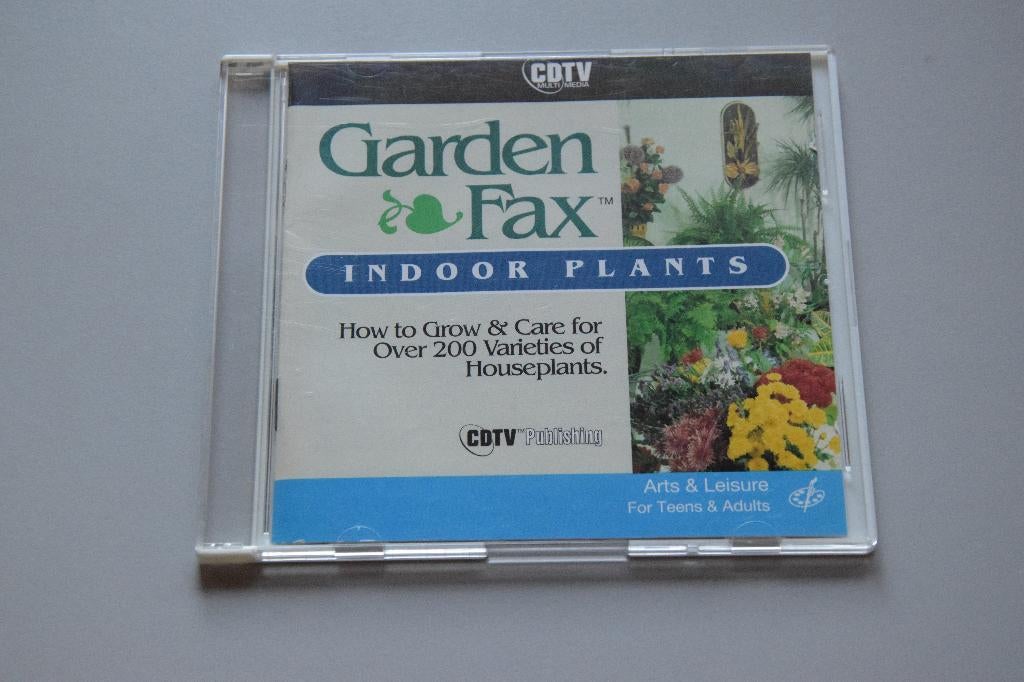 CDTV
MULTI MEDIA
Garden
Fax™
INDOOR PLANTS
How to Grow & Care for
Over 200 Varieties of
Houseplants.
CDTV™ Publishing
Arts & Leisure
For Teens & Adults